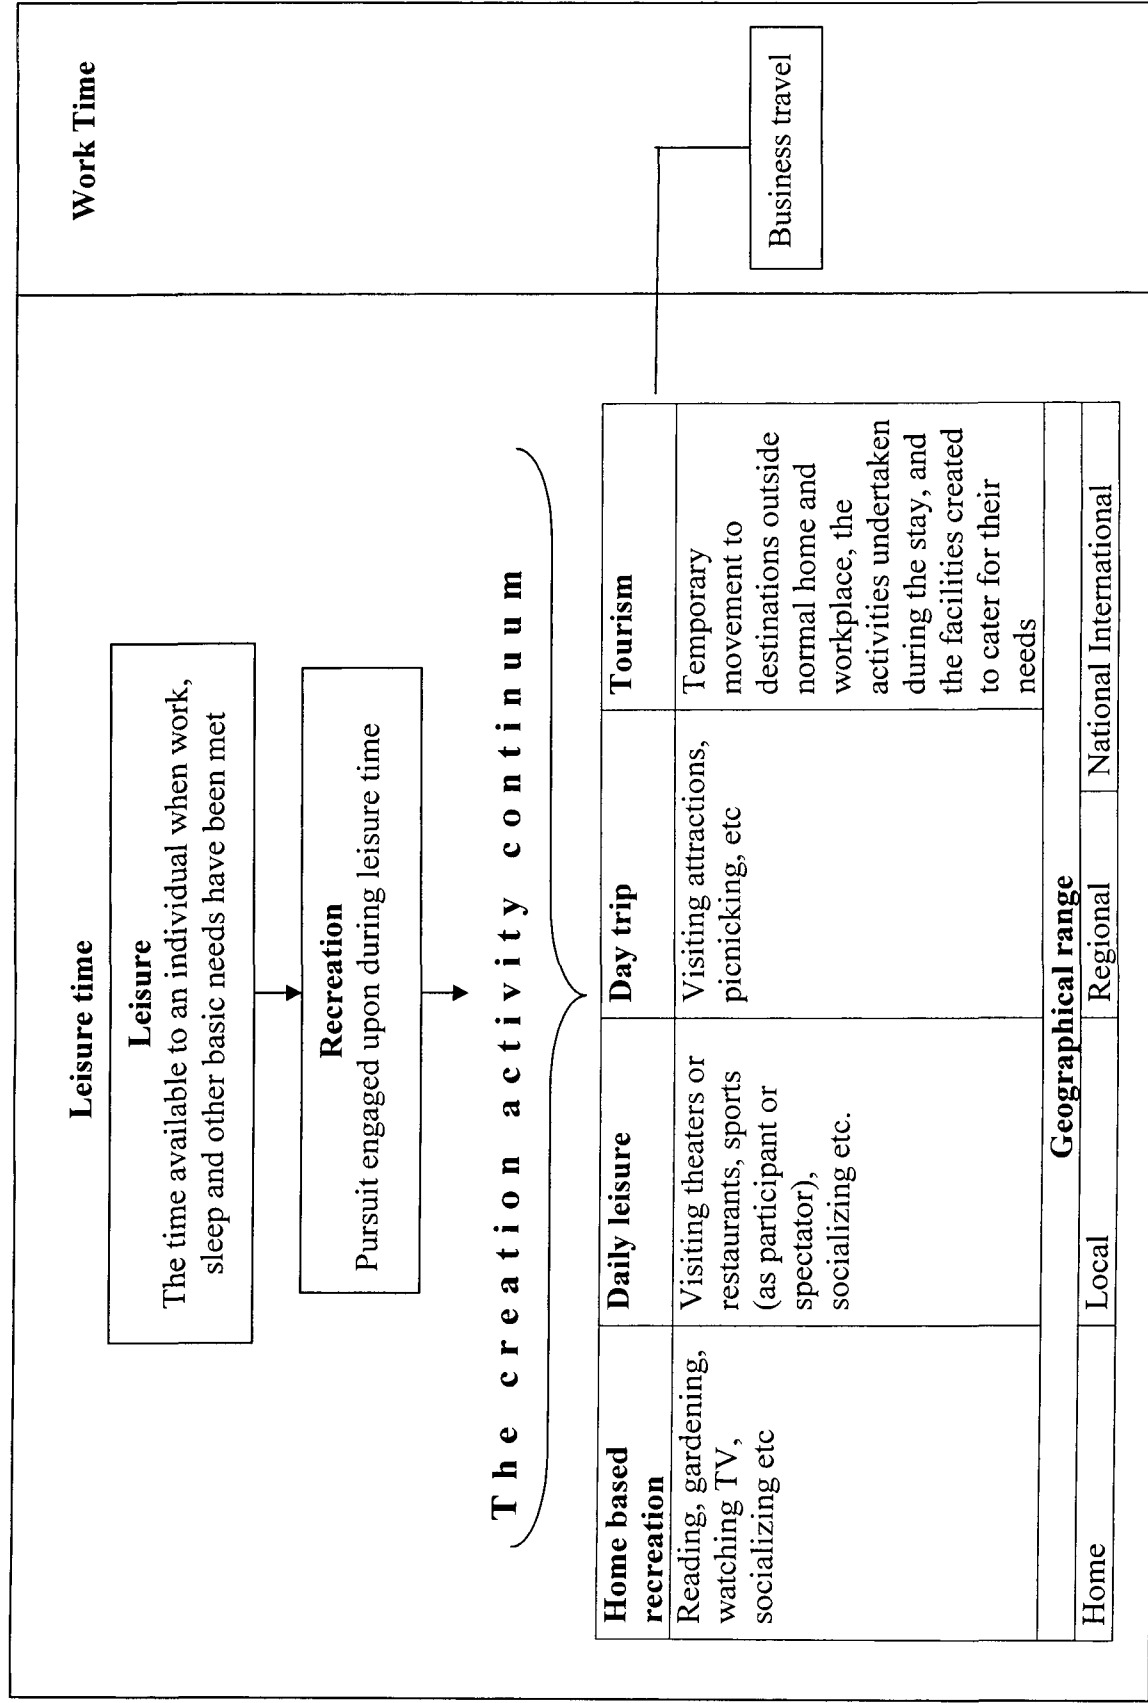 Leisure time
Work Time
Leisure
The time available to an individual when work,
sleep and other basic needs have been met
Recreation
Pursuit engaged upon during leisure time
The creation activity continuum
Home based
recreation
Daily leisure
Day trip
Tourism
Reading, gardening,
watching TV,
socializing etc
Visiting theaters or
restaurants, sports
(as participant or
spectator),
socializing etc.
Visiting attractions,
picnicking, etc
Temporary
movement to
destinations outside
normal home and
workplace, the
activities undertaken
during the stay, and
the facilities created
to cater for their
needs
Business travel
Geographical range
Home
Local
Regional
National International